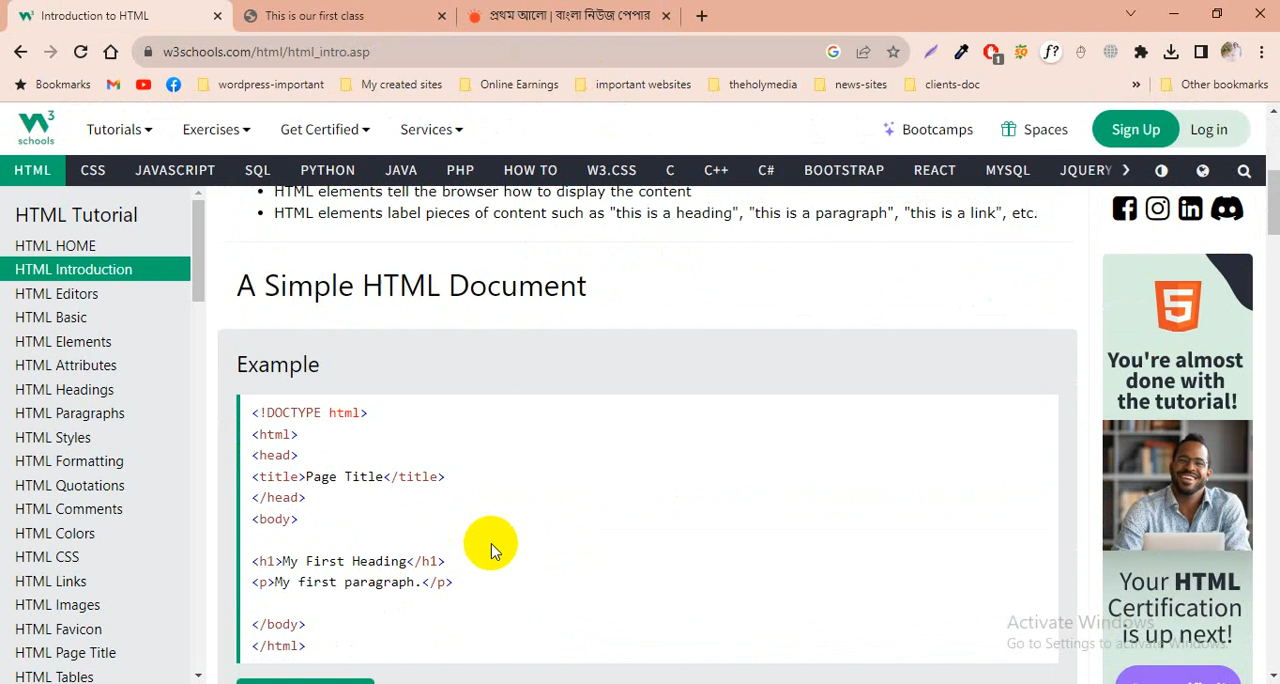 Introduction to HTML
This is our first class
প্রথম আলো | বাংলা নিউজ পেপার
w3schools.com/html/html_intro.asp
Bookmarks
wordpress-important
My created sites
Online Earnings
important websites
theholymedia
news-sites
clients-doc
»
Other bookmarks
W3 schools
Tutorials
Exercises
Get Certified
Services
Bootcamps
Spaces
Sign Up
Log in
HTML CSS JAVASCRIPT SQL PYTHON JAVA PHP HOW TO W3.CSS C C++ C# BOOTSTRAP REACT MYSQL JQUERY
HTML Tutorial
HTML HOME
HTML Introduction
HTML Editors
HTML Basic
HTML Elements
HTML Attributes
HTML Headings
HTML Paragraphs
HTML Styles
HTML Formatting
HTML Quotations
HTML Comments
HTML Colors
HTML CSS
HTML Links
HTML Images
HTML Favicon
HTML Page Title
HTML Tables
• HTML elements tell the browser how to display the content
• HTML elements label pieces of content such as "this is a heading", "this is a paragraph", "this is a link", etc.
A Simple HTML Document
Example
<!DOCTYPE html>
<html>
<head>
<title>Page Title</title>
</head>
<body>
<h1>My First Heading</h1>
<p>My first paragraph.</p>
</body>
</html>
5
You're almost
done with
the tutorial!
Your HTML
Certification
is up next!
Activate Windows
Go to Settings to activate Windows.